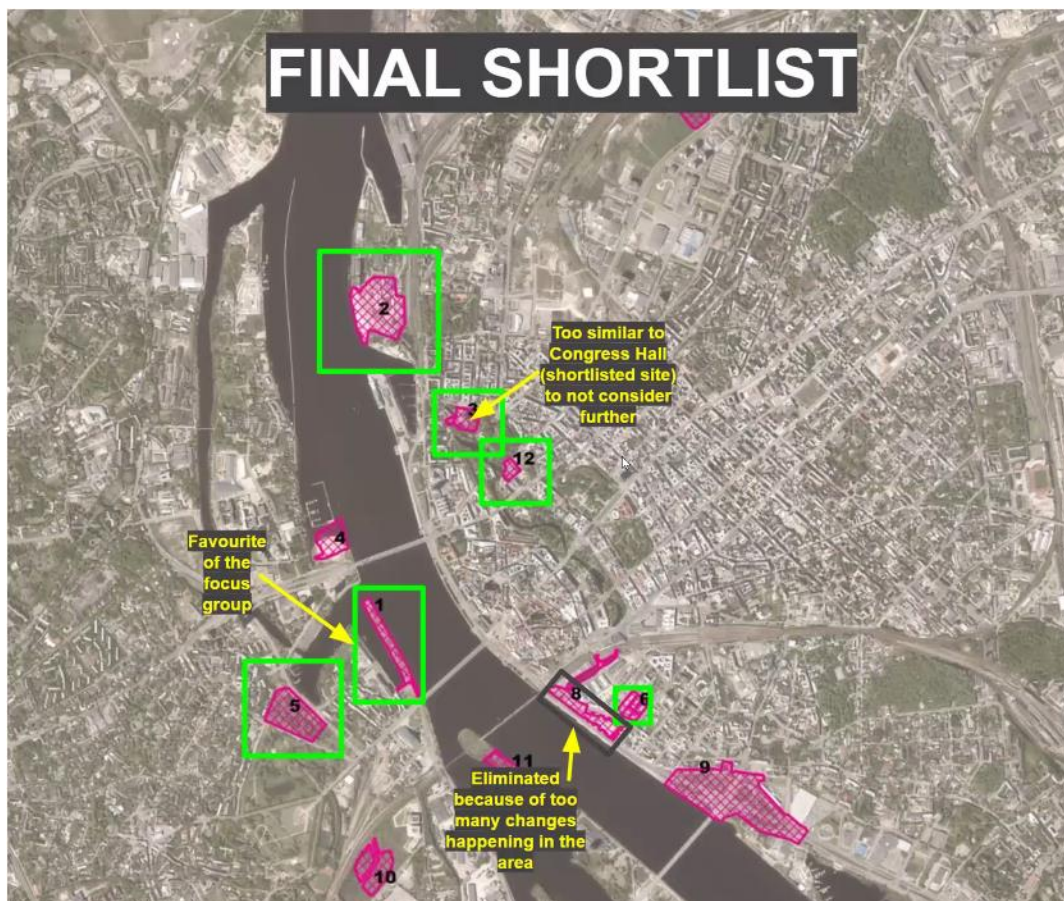 FINAL SHORTLIST
2
Too similar to
Congress Hall
(shortlisted site)
to not consider
further
3
12
4
Favourite
of the
focus
group
1
5
8
6
11
9
Eliminated
because of too
many changes
happening in the
area
10